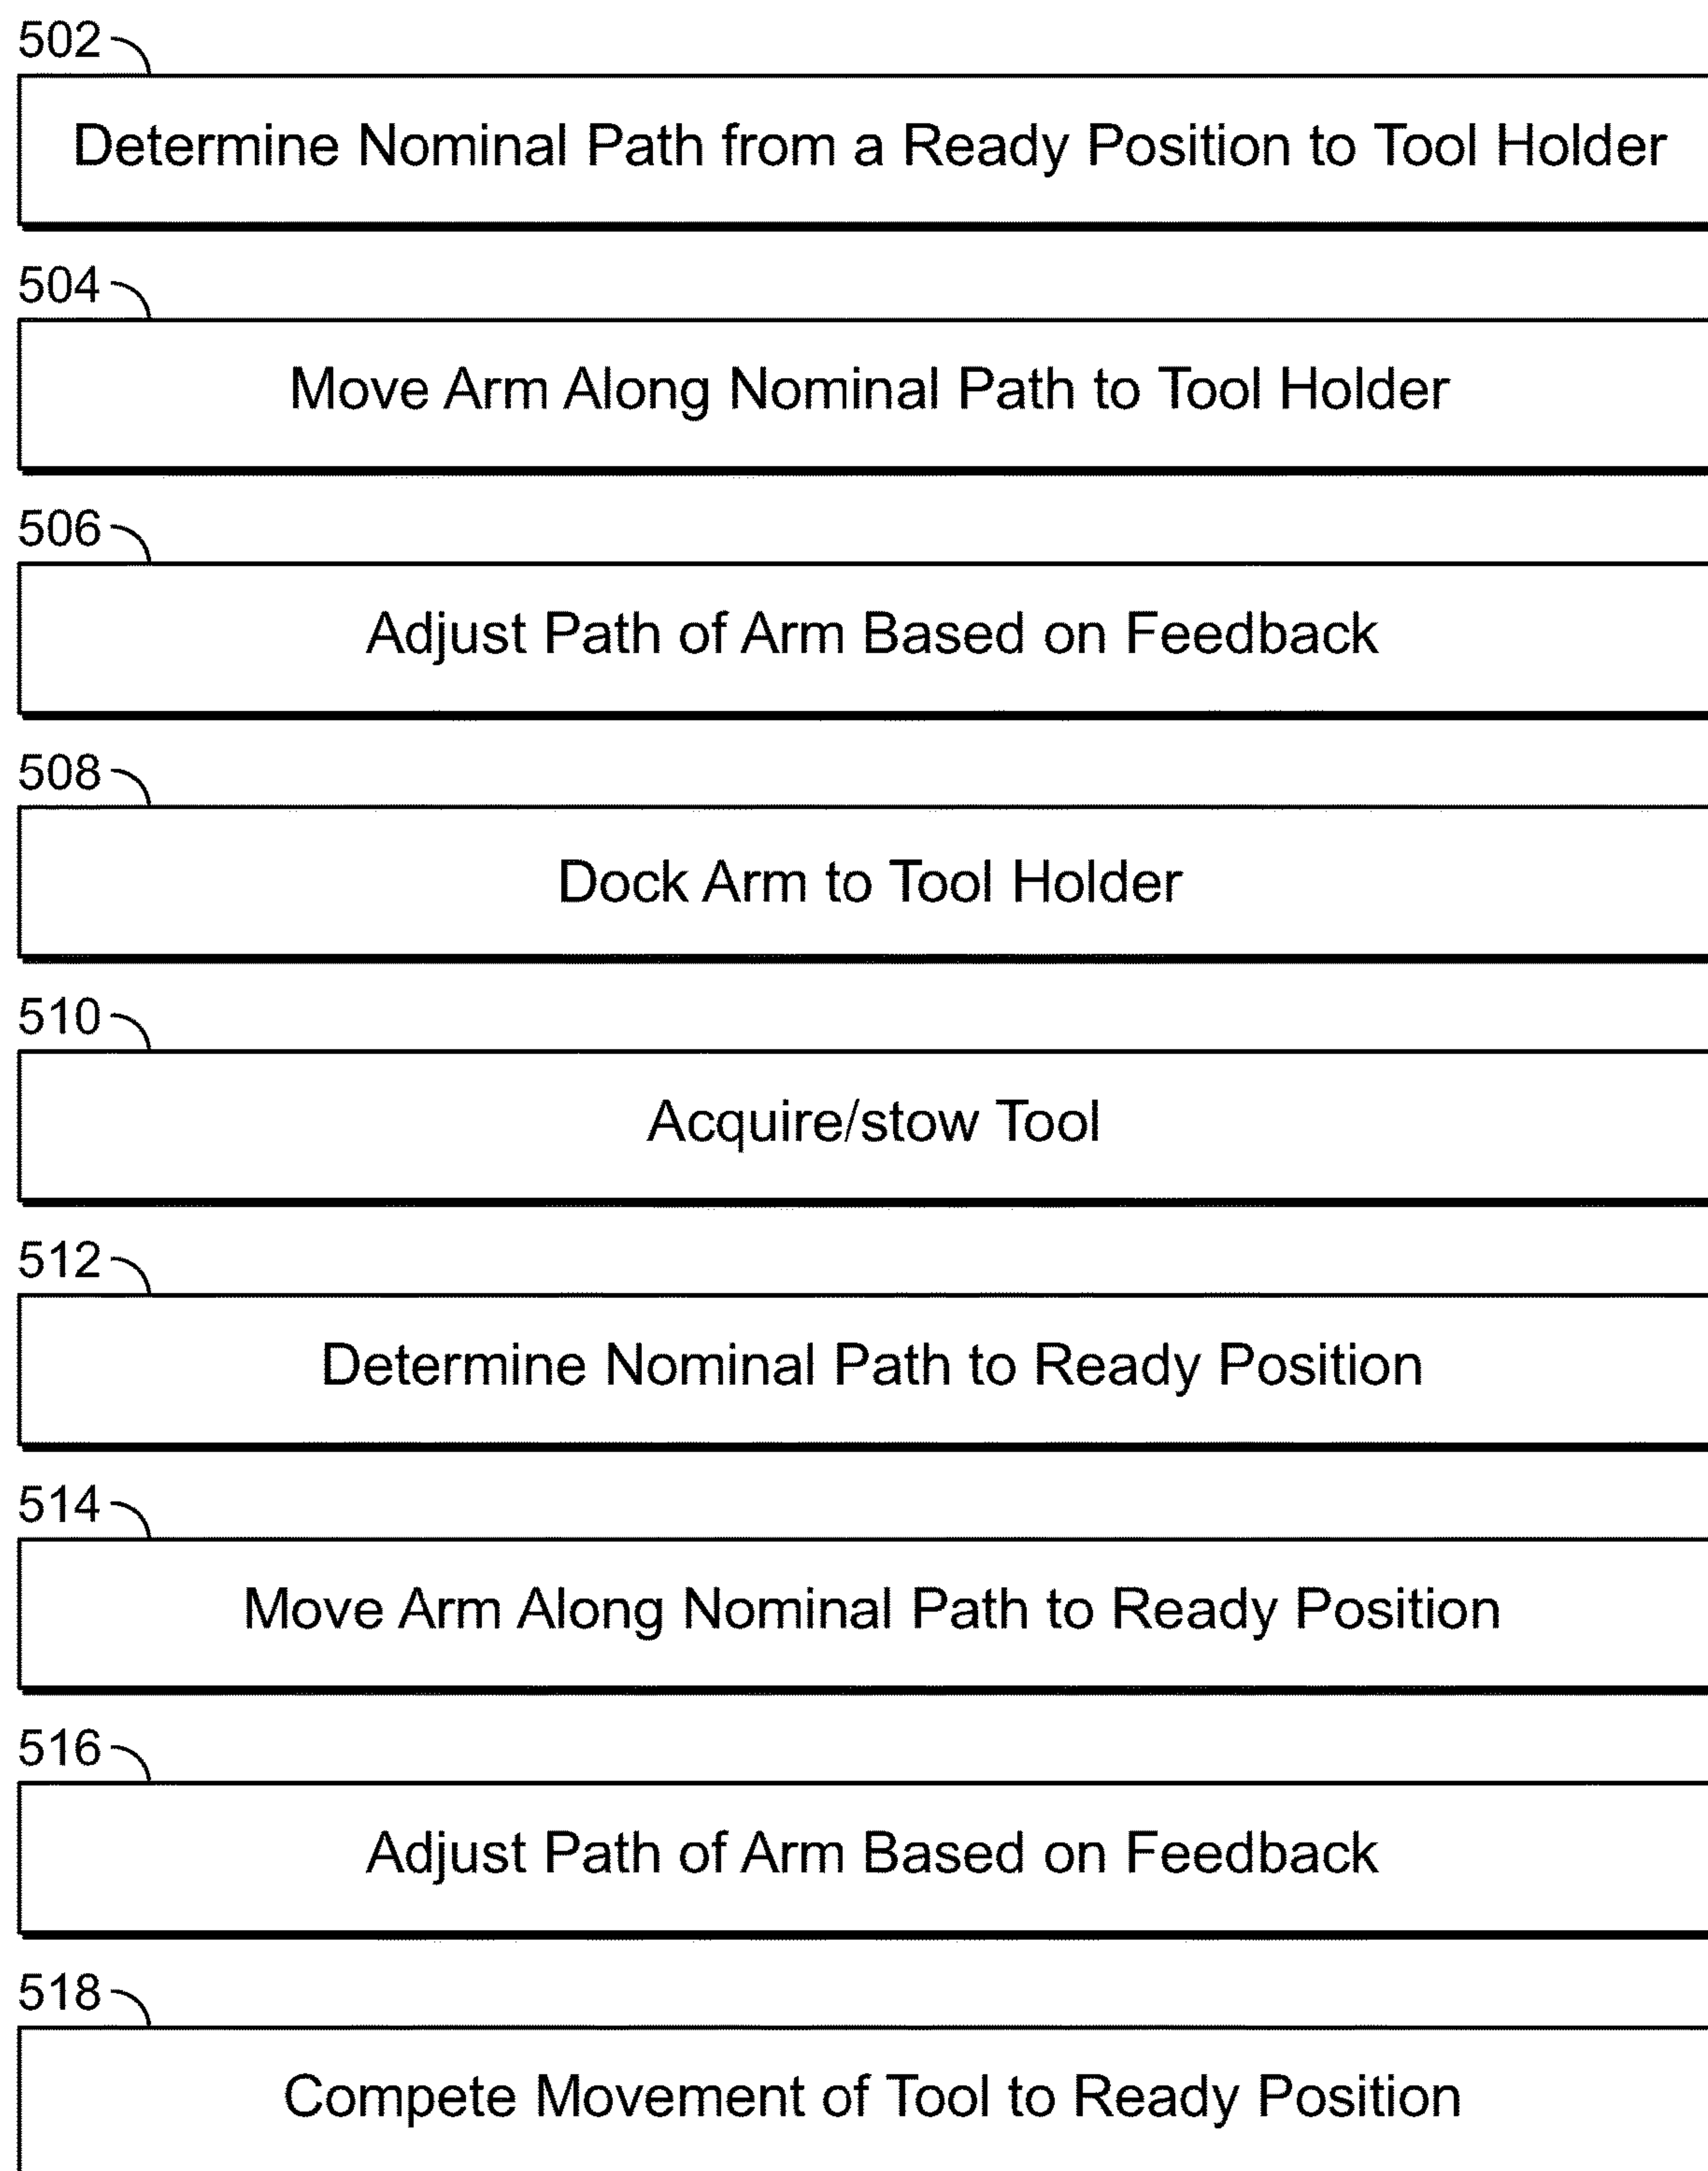 502
Determine Nominal Path from a Ready Position to Tool Holder
504
Move Arm Along Nominal Path to Tool Holder
506
Adjust Path of Arm Based on Feedback
508
Dock Arm to Tool Holder
510
Acquire/stow Tool
512
Determine Nominal Path to Ready Position
514
Move Arm Along Nominal Path to Ready Position
516
Adjust Path of Arm Based on Feedback
518
Compete Movement of Tool to Ready Position